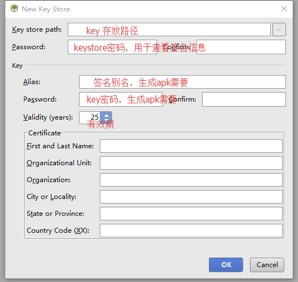 New Key Store
Key store path: key 存放路径 ...
Password: keystore密码，用于查看签名信息
Key
Alias: 签名别名，生成apk需要
Password: key密码，生成apk需要 Confirm:
Validity (years): 25
有效期
Certificate
First and Last Name:
Organizational Unit:
Organization:
City or Locality:
State or Province:
Country Code (XX):
OK Cancel